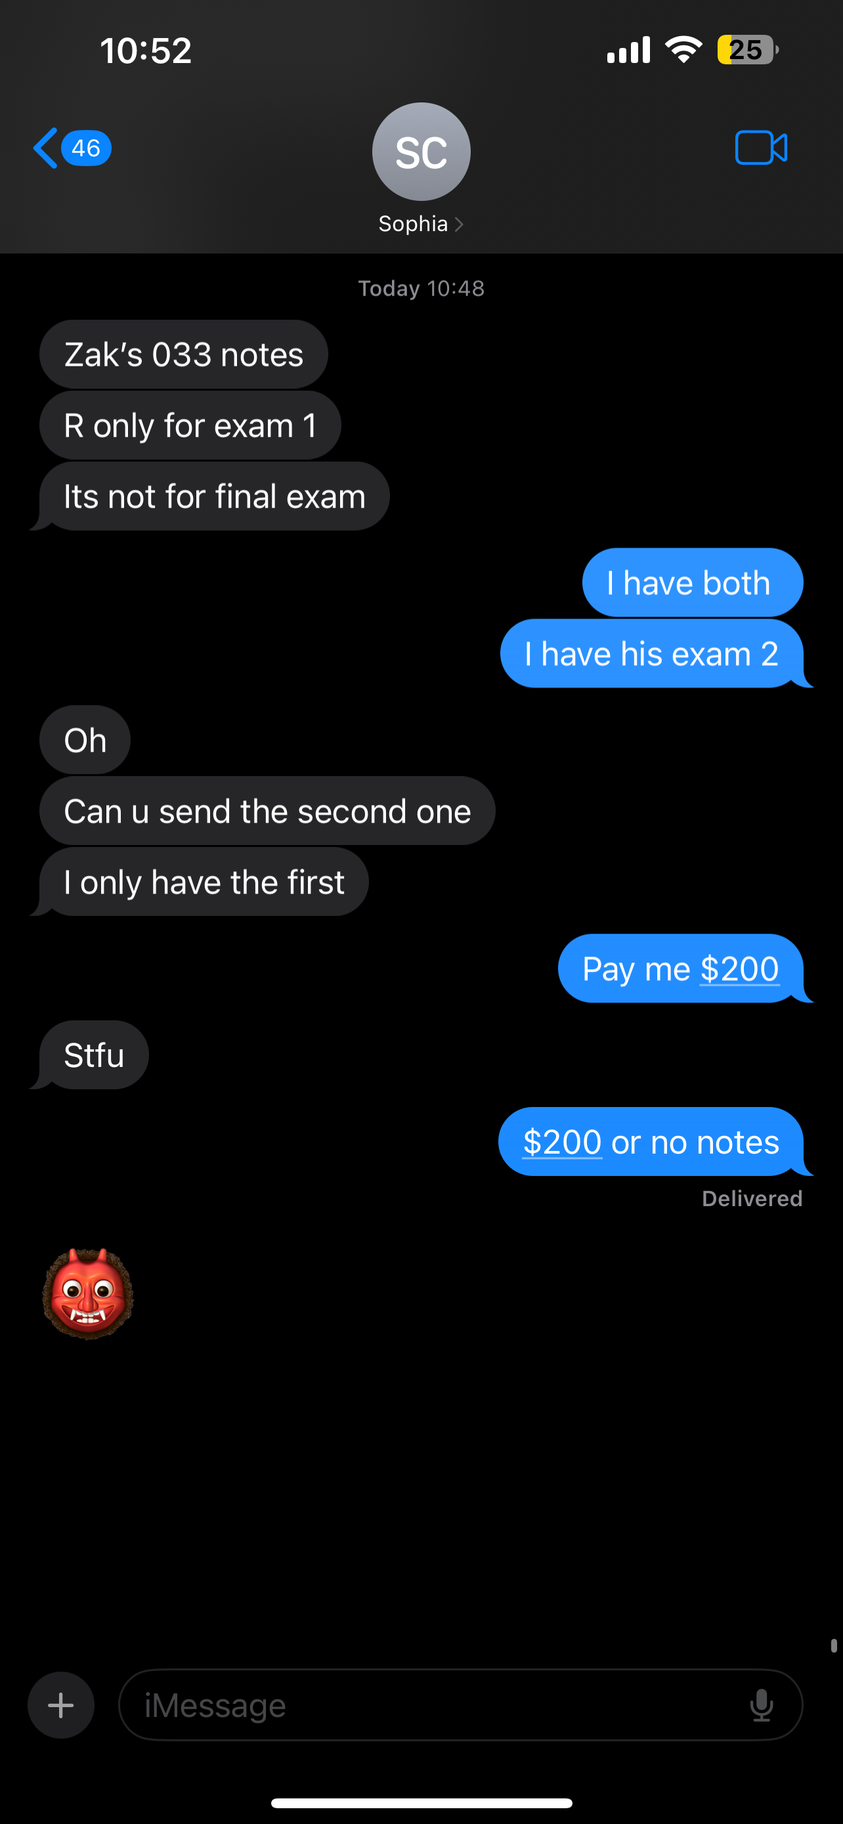 10:52
25
46
SC
Sophia
Today 10:48
Zak’s 033 notes
R only for exam 1
Its not for final exam
I have both
I have his exam 2
Oh
Can u send the second one
I only have the first
Pay me $200
Stfu
$200 or no notes
Delivered
iMessage